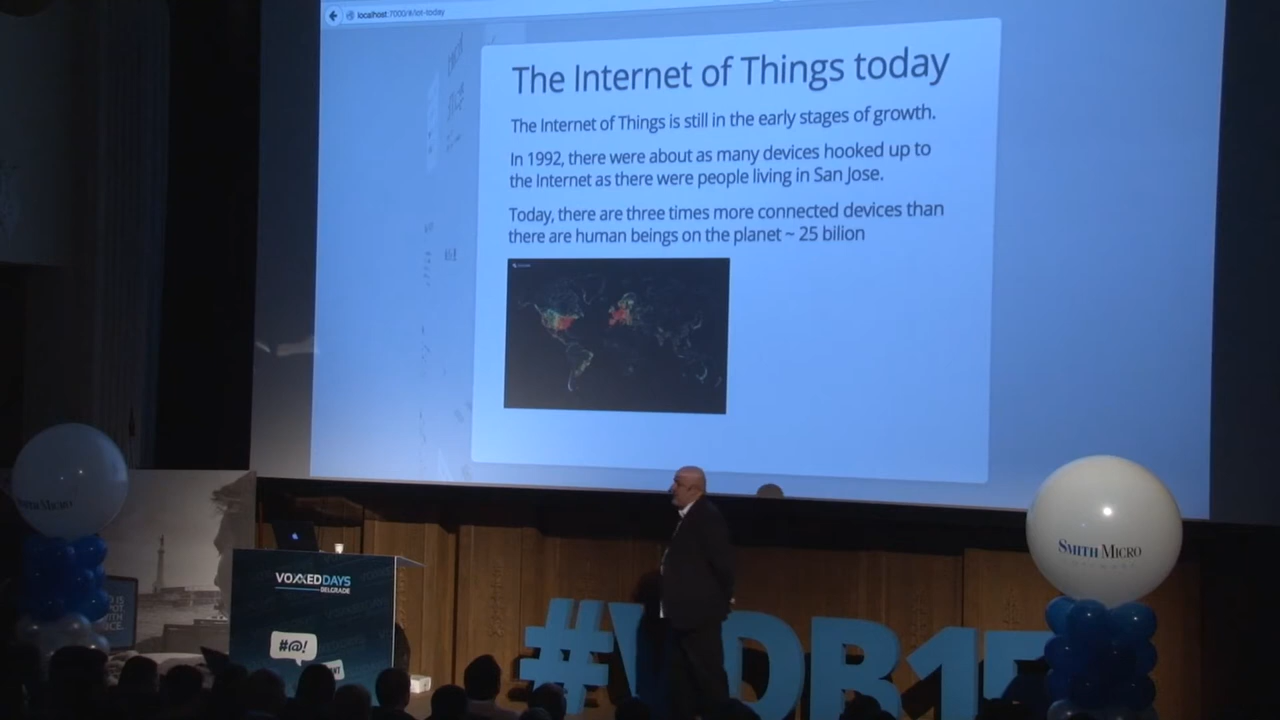 localhost:7000/#/iot-today
The Internet of Things today
The Internet of Things is still in the early stages of growth.
In 1992, there were about as many devices hooked up to
the Internet as there were people living in San Jose.
Today, there are three times more connected devices than
there are human beings on the planet ~ 25 bilion
SMITH MICRO
SMITH MICRO
VOXXED DAYS
BELGRADE
#@!
#VDB15